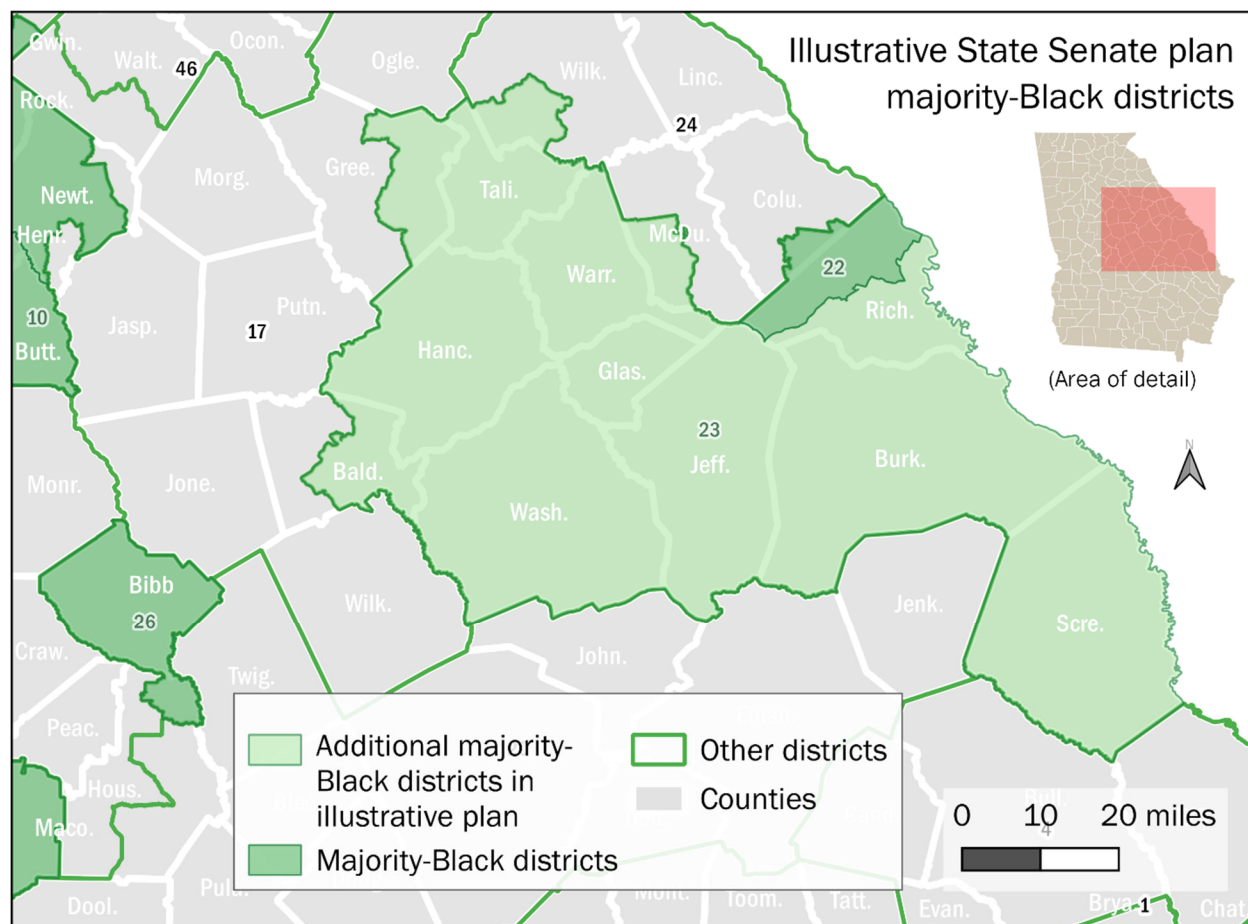 Illustrative State Senate plan
majority-Black districts
(Area of detail)
N
Gwin.
Walt.
46
Ocon.
Ogle.
Wilk.
Linc.
24
Rock.
Newt.
Henr.
Morg.
Gree.
Tali.
Colu.
McDu.
Warr.
22
Rich.
10
Butt.
Jasp.
17
Putn.
Hanc.
Glas.
23
Jeff.
Burk.
Monr.
Jone.
Bald.
Wash.
Bibb
26
Wilk.
Jenk.
Scre.
Craw.
Twig.
John.
Peac.
Hous.
Maco.
Dool.
Pula.
Mont.
Toom.
Tatt.
Evan.
Bull.
4
Brya.
1
Chat.
Additional majority-
Black districts in
illustrative plan
Majority-Black districts
Other districts
Counties
0 10 20 miles